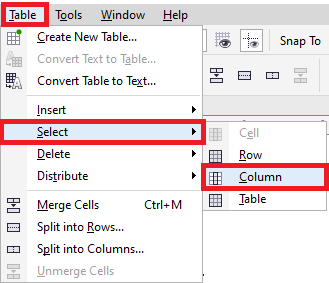 Table Tools Window Help
Create New Table...
Convert Text to Table...
Convert Table to Text...
Snap To
Insert
Select
Delete
Distribute
Merge Cells Ctrl+M
Split into Rows...
Split into Columns...
Unmerge Cells
Cell
Row
Column
Table